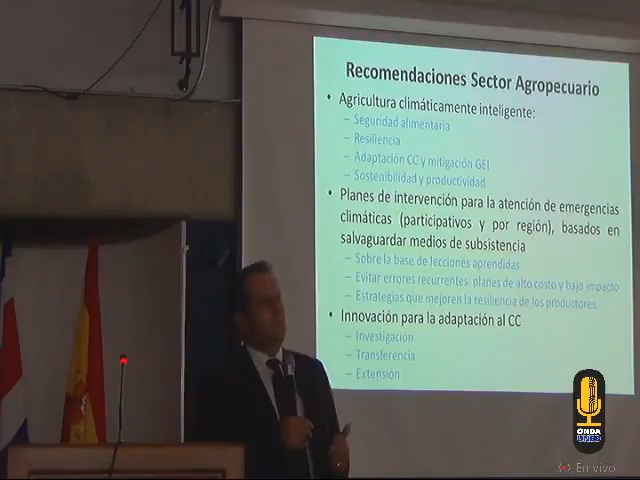 Recomendaciones Sector Agropecuario
• Agricultura climáticamente inteligente:
– Seguridad alimentaria
– Resiliencia
– Adaptación CC y mitigación GEI
– Sostenibilidad y productividad
• Planes de intervención para la atención de emergencias
climáticas (participativos y por región), basados en
salvaguardar medios de subsistencia
– Sobre la base de lecciones aprendidas
– Evitar errores recurrentes: planes de alto costo y bajo impacto
– Estrategias que mejoren la resiliencia de los productores
• Innovación para la adaptación al CC
– Investigación
– Transferencia
– Extensión
ONDA
UNED
En vivo